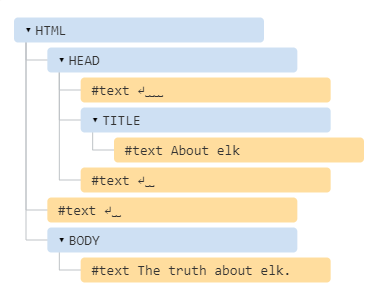 ▾ HTML
▾ HEAD
#text ↵␣␣␣␣
▾ TITLE
#text About elk
#text ↵␣␣
#text ↵␣␣
▾ BODY
#text The truth about elk.